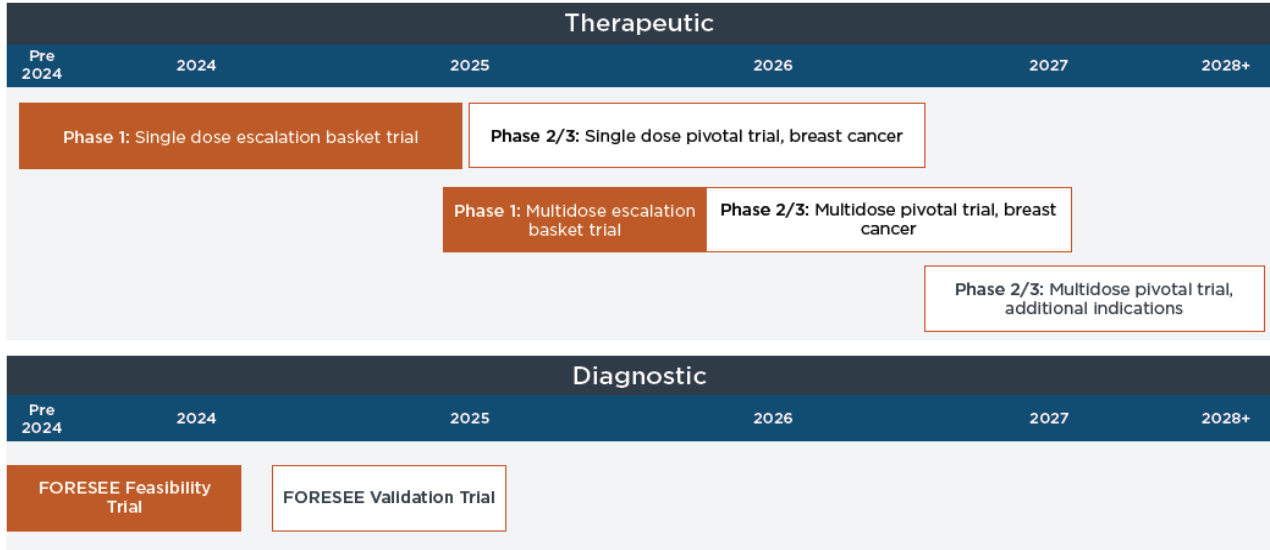 Therapeutic
Pre
2024
2024
2025
2026
2027
2028+
Phase 1: Single dose escalation basket trial
Phase 2/3: Single dose pivotal trial, breast cancer
Phase 1: Multidose escalation
basket trial
Phase 2/3: Multidose pivotal trial, breast
cancer
Phase 2/3: Multidose pivotal trial,
additional indications
Diagnostic
Pre
2024
2024
2025
2026
2027
2028+
FORESEE Feasibility
Trial
FORESEE Validation Trial